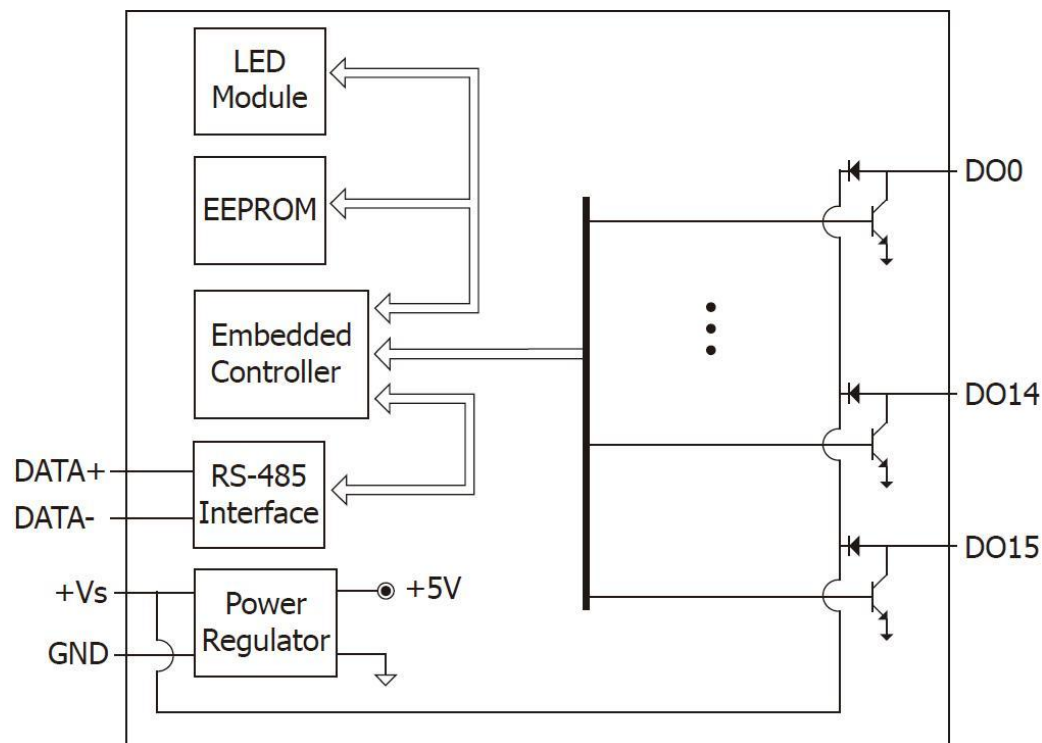 LED
Module
EEPROM
Embedded
Controller
RS-485
Interface
Power
Regulator
DATA+
DATA-
+Vs
GND
+5V
DO0
DO14
DO15